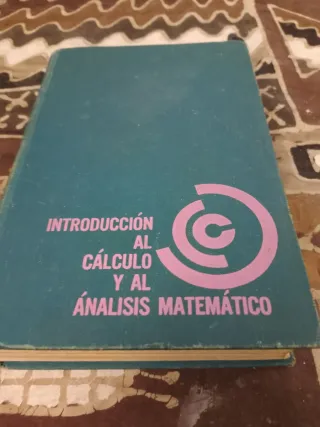 INTRODUCCIÓN
AL
CÁLCULO
Y AL
ÁNALISIS MATEMÁTICO